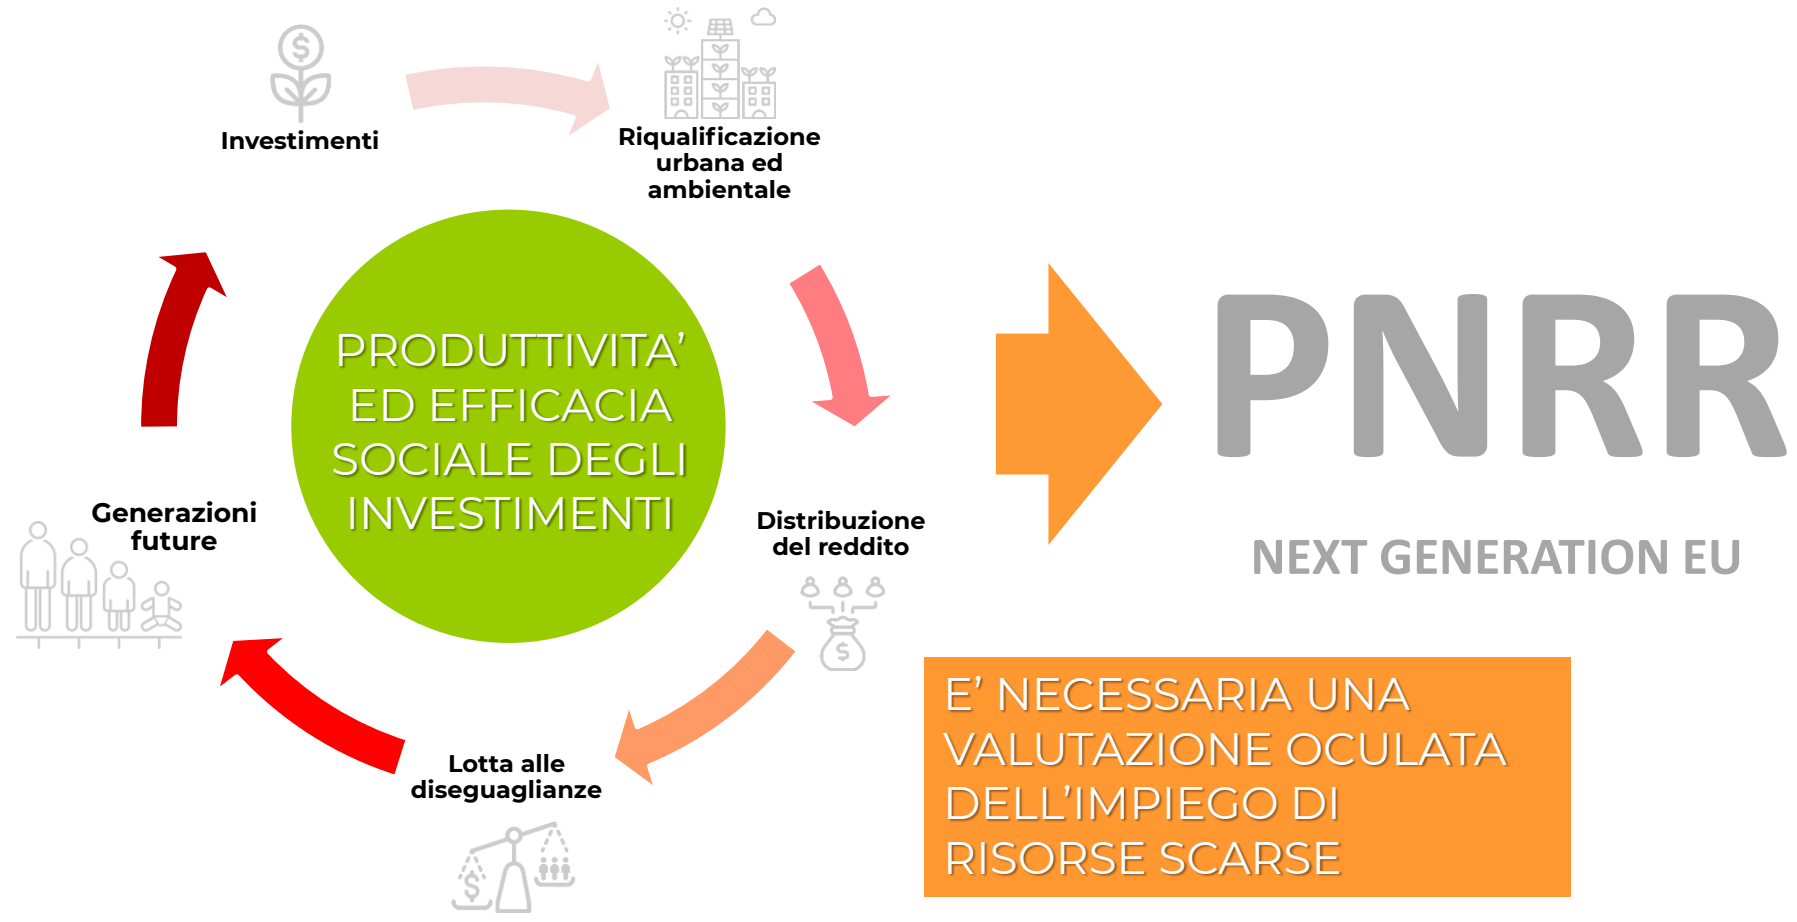 Investimenti
Riqualificazione
urbana ed
ambientale
PRODUTTIVITA’
ED EFFICACIA
SOCIALE DEGLI
INVESTIMENTI
Generazioni
future
Distribuzione
del reddito
Lotta alle
diseguaglianze
PNRR
NEXT GENERATION EU
E’ NECESSARIA UNA
VALUTAZIONE OCULATA
DELL’IMPIEGO DI
RISORSE SCARSE